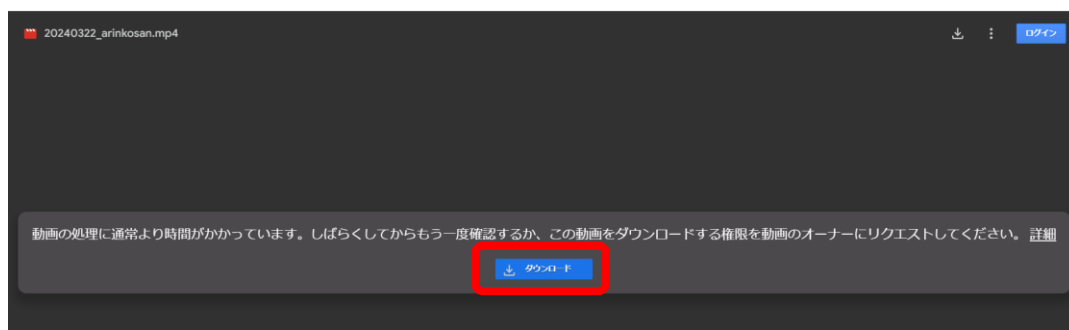 20240322_arinkosan.mp4
ログイン
動画の処理に通常より時間がかかっています。しばらくしてからもう一度確認するか、この動画をダウンロードする権限を動画のオーナーにリクエストしてください。 詳細
ダウンロード